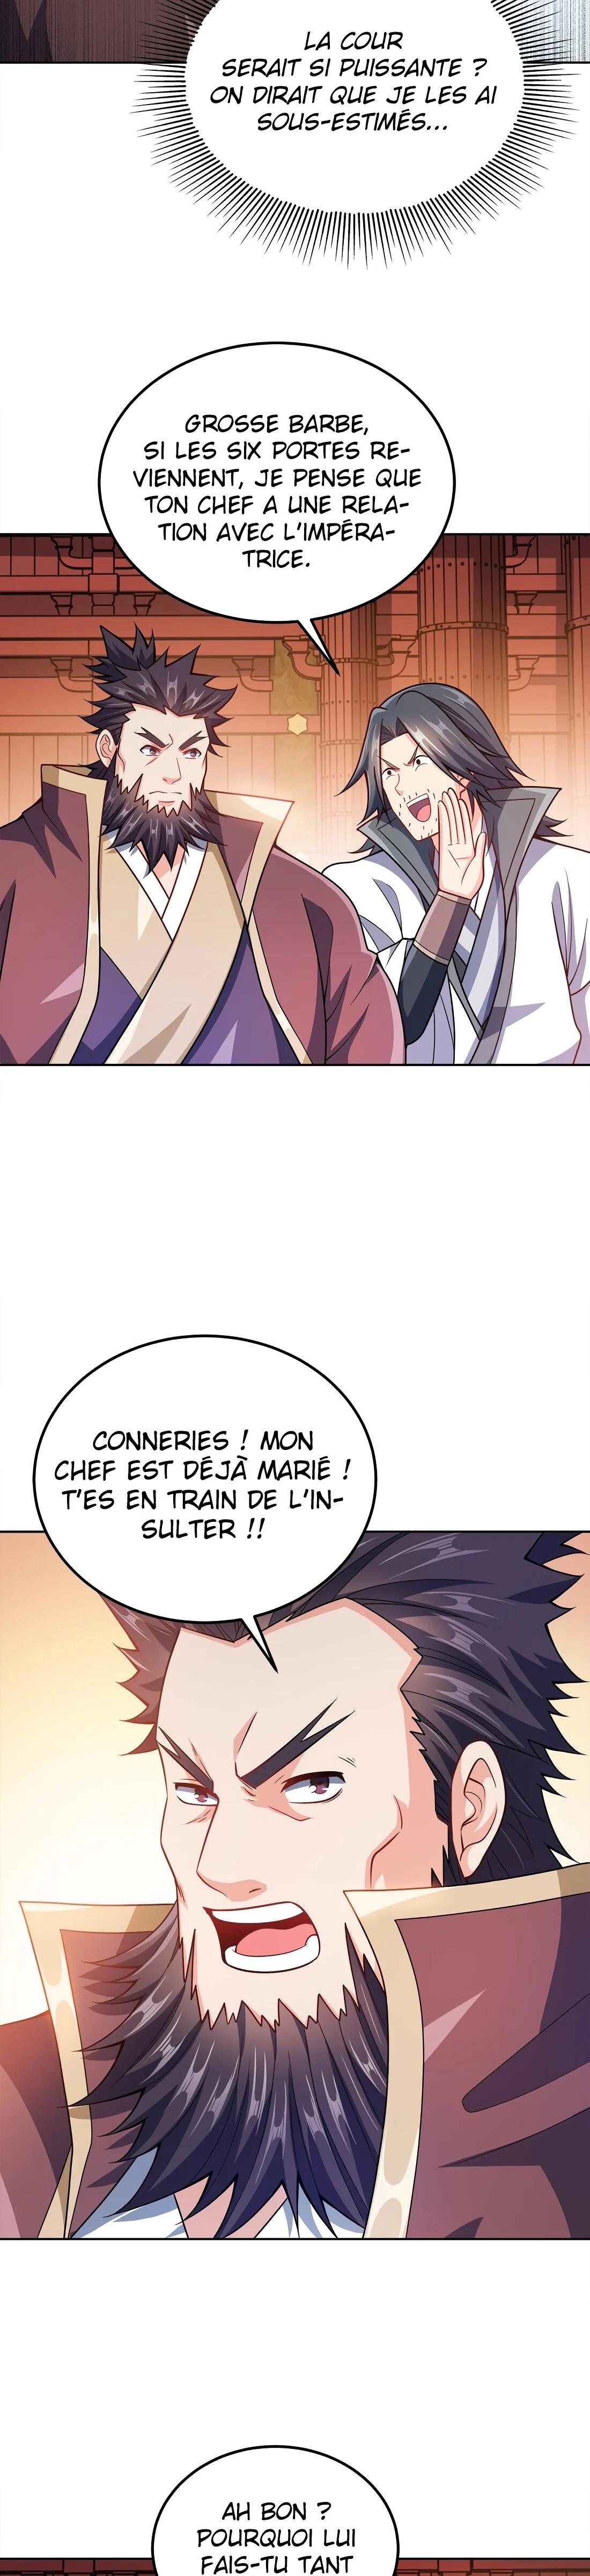 LA COUR
SERAIT SI PUISSANTE ?
ON DIRAIT QUE JE LES AI
SOUS-ESTIMÉS...
GROSSE BARBE,
SI LES SIX PORTES RE-
VIENNENT, JE PENSE QUE
TON CHEF A UNE RELA-
TION AVEC L'IMPÉRA-
TRICE.
CONNERIES ! MON
CHEF EST DÉJÀ MARIÉ !
T'ES EN TRAIN DE L'IN-
SULTER !!
AH BON ?
POURQUOI LUI
FAIS-TU TANT